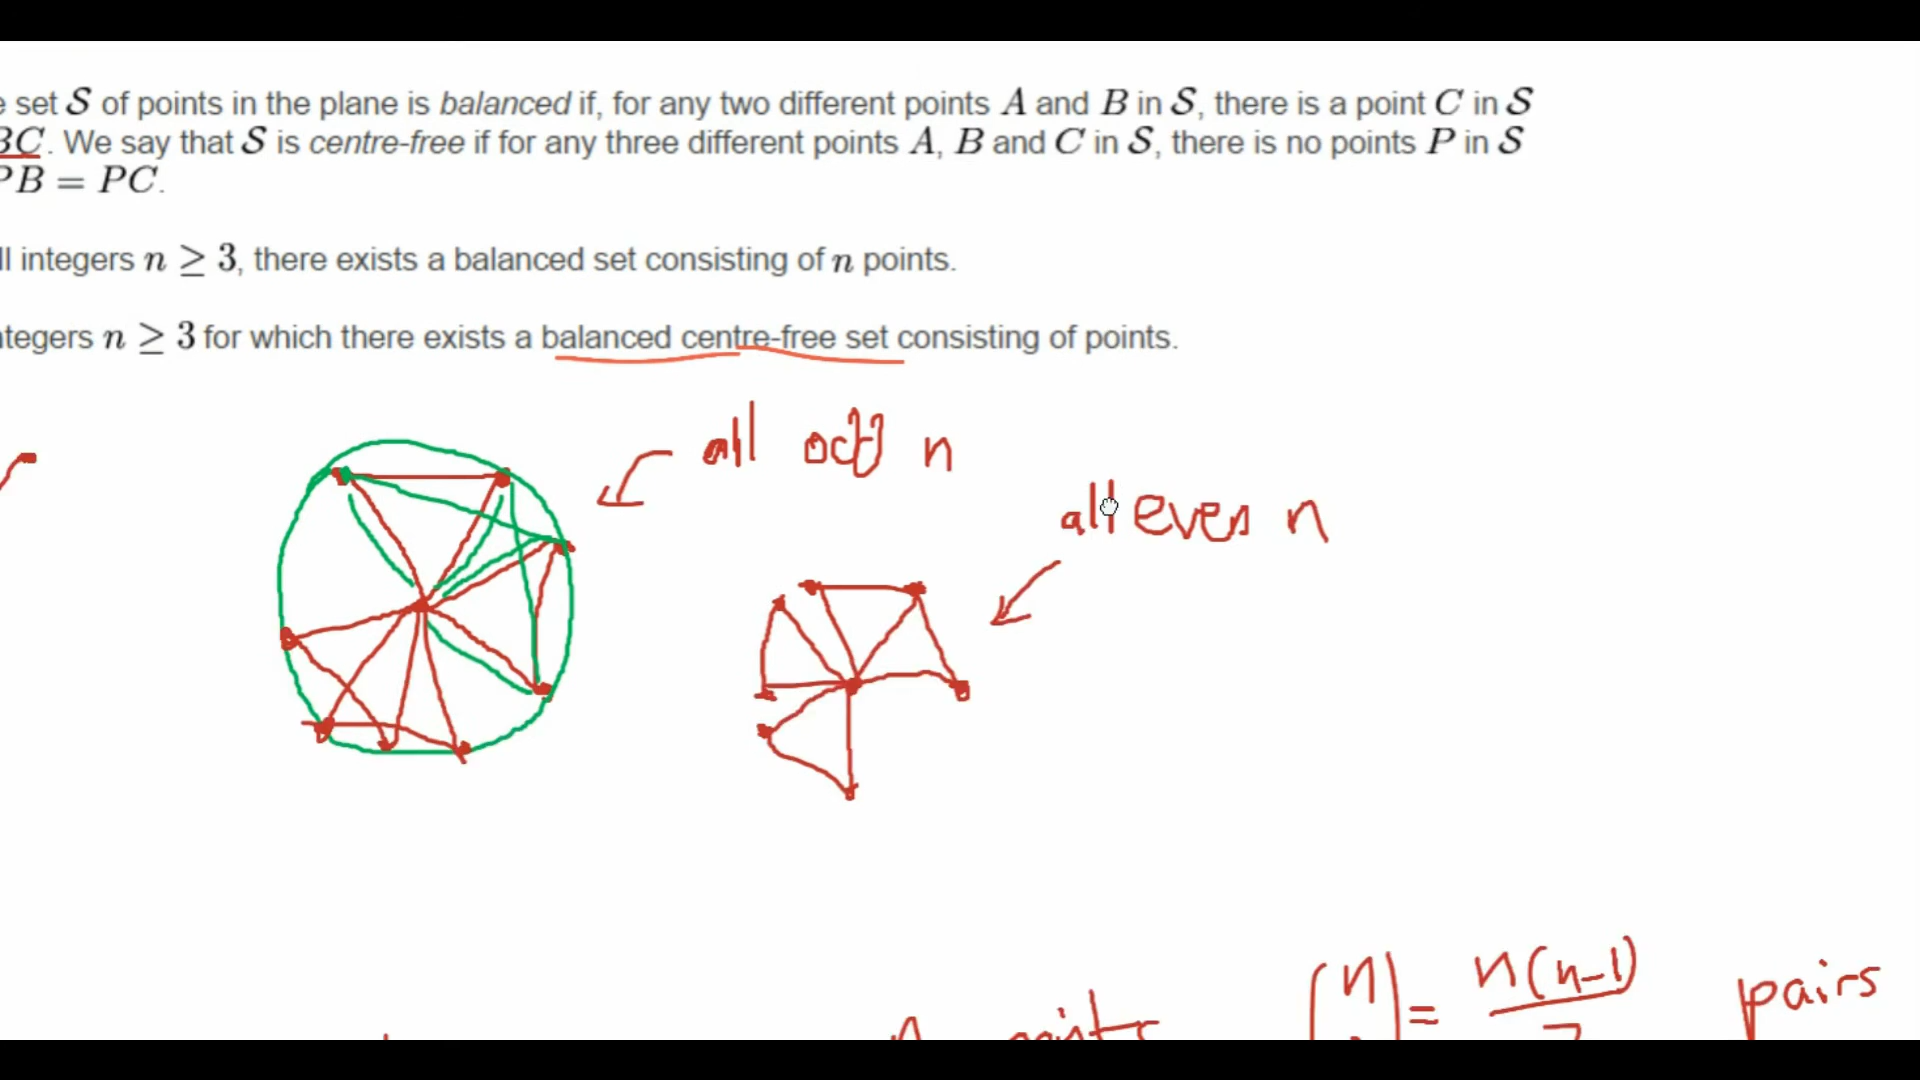 set S of points in the plane is balanced if, for any two different points A and B in S, there is a point C in S
BC. We say that S is centre-free if for any three different points A, B and C in S, there is no points P in S
PB = PC.
ll integers n ≥ 3, there exists a balanced set consisting of n points.
ntegers n ≥ 3 for which there exists a balanced centre-free set consisting of points.
all odd n
all even n
n points (n = n(n-1)/2 pairs